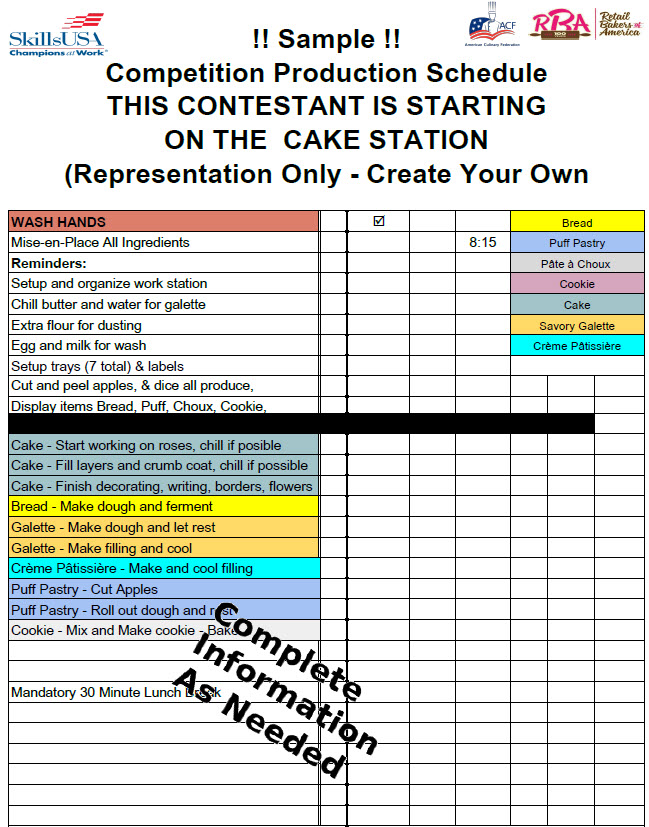 SkillsUSA
Champions at Work®
ACF
American Culinary Federation
RBA
100
Retail
Bakers of
America
!! Sample !!
Competition Production Schedule
THIS CONTESTANT IS STARTING
ON THE CAKE STATION
(Representation Only - Create Your Own
WASH HANDS ☑ Bread
Mise-en-Place All Ingredients 8:15 Puff Pastry
Reminders: Pâte à Choux
Setup and organize work station Cookie
Chill butter and water for galette Cake
Extra flour for dusting Savory Galette
Egg and milk for wash Crème Pâtissière
Setup trays (7 total) & labels
Cut and peel apples, & dice all produce,
Display items Bread, Puff, Choux, Cookie,
Cake - Start working on roses, chill if posible
Cake - Fill layers and crumb coat, chill if possible
Cake - Finish decorating, writing, borders, flowers
Bread - Make dough and ferment
Galette - Make dough and let rest
Galette - Make filling and cool
Crème Pâtissière - Make and cool filling
Puff Pastry - Cut Apples
Puff Pastry - Roll out dough and rest
Cookie - Mix and Make cookie - Bake
Mandatory 30 Minute Lunch Break
Complete
Information
As Needed